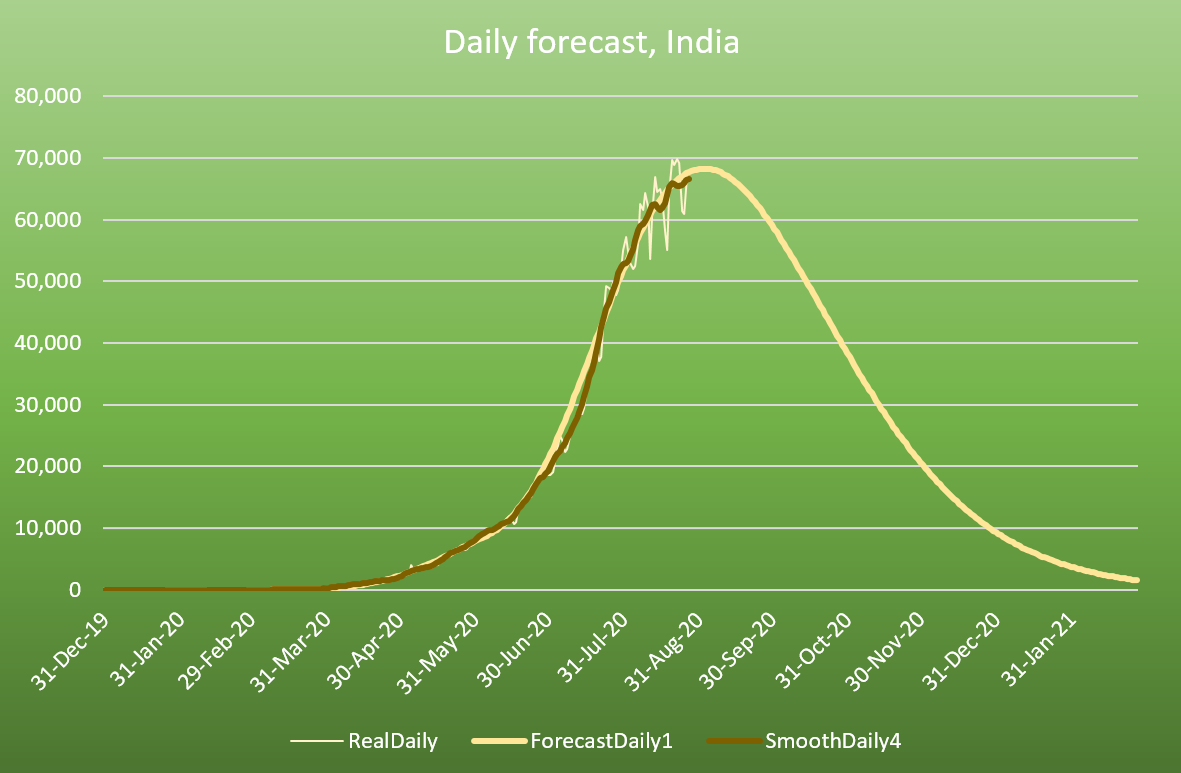 Daily forecast, India
80,000
70,000
60,000
50,000
40,000
30,000
20,000
10,000
0
31-Dec-19
31-Jan-20
29-Feb-20
31-Mar-20
30-Apr-20
31-May-20
30-Jun-20
31-Jul-20
31-Aug-20
30-Sep-20
31-Oct-20
30-Nov-20
31-Dec-20
31-Jan-21
RealDaily ForecastDaily1 SmoothDaily4